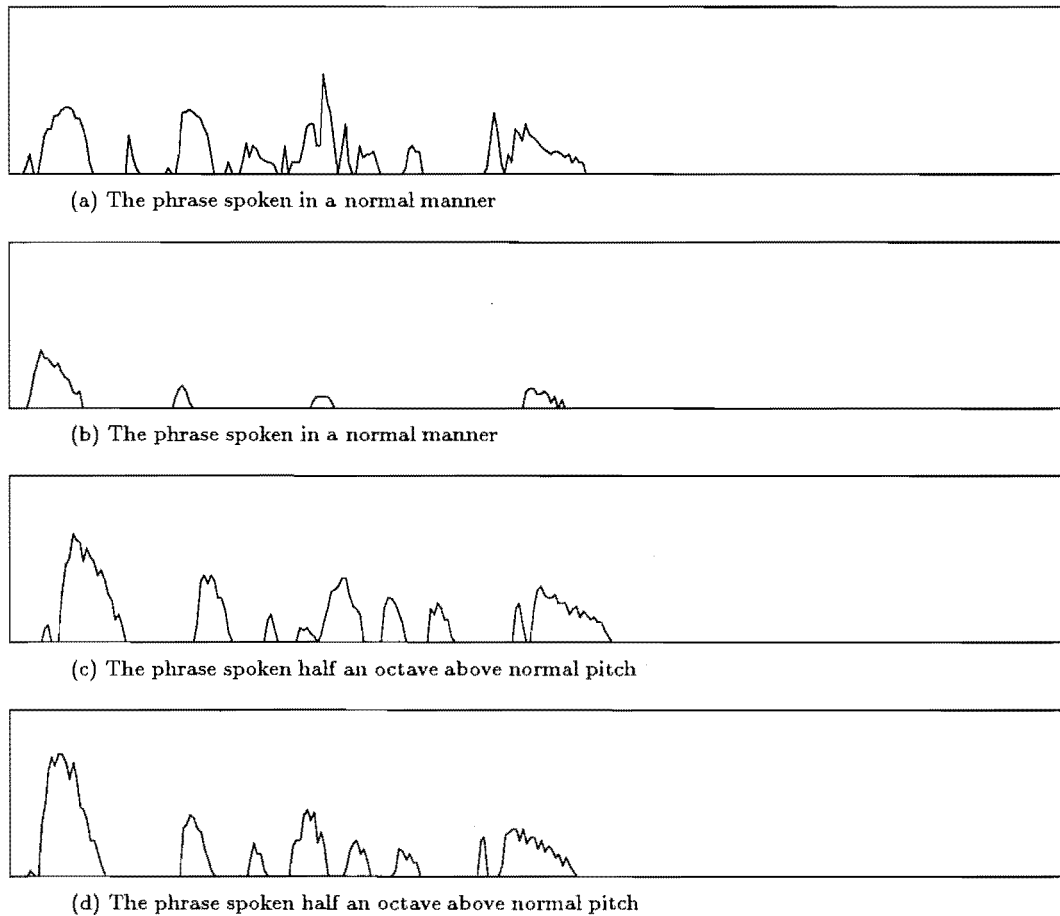 (a) The phrase spoken in a normal manner
(b) The phrase spoken in a normal manner
(c) The phrase spoken half an octave above normal pitch
(d) The phrase spoken half an octave above normal pitch